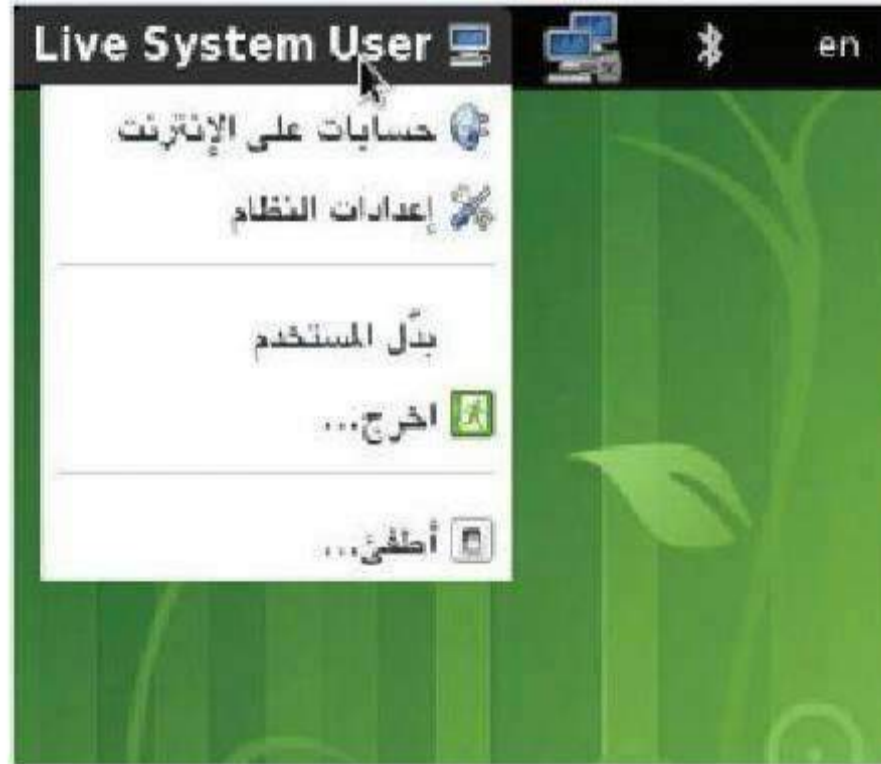 Live System User
en
حسابات على الإنترنت
إعدادات النظام
بدّل المستخدم
اخرج...
أطفئ...